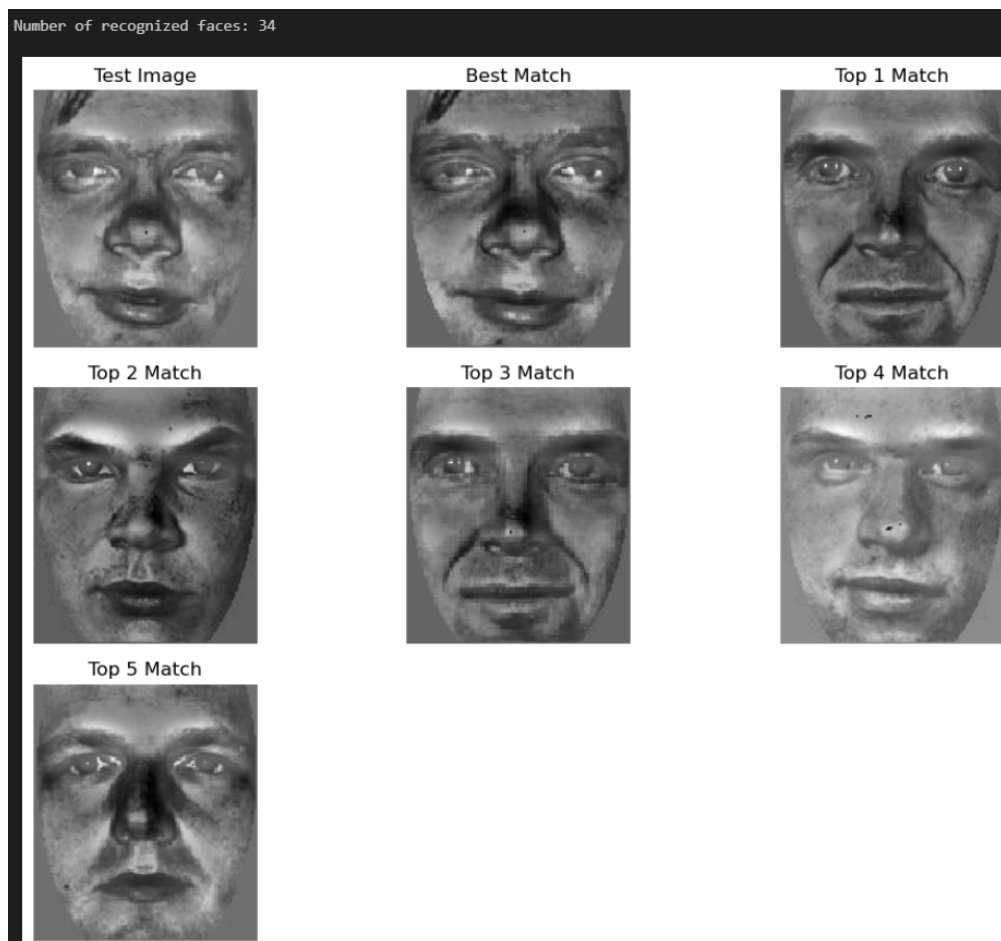 Number of recognized faces: 34
Test Image
Best Match
Top 1 Match
Top 2 Match
Top 3 Match
Top 4 Match
Top 5 Match